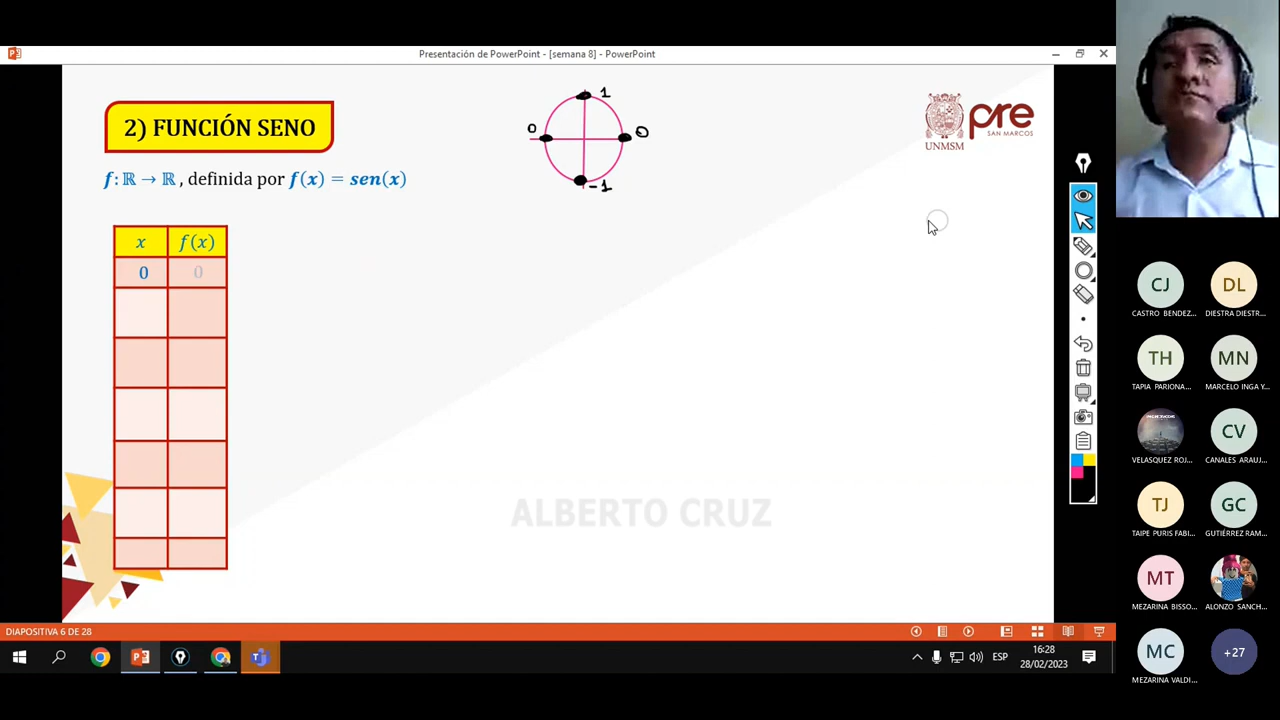 Presentación de PowerPoint - [semana 8] - PowerPoint
2) FUNCIÓN SENO
1
0
0
-1
UNMSM
pre
SAN MARCOS
f: ℝ → ℝ , definida por f(x) = sen(x)
x f(x)
0 0
ALBERTO CRUZ
CJ
CASTRO BENDEZ...
DL
DIESTRA DIESTR...
TH
TAPIA PARIONA...
MN
MARCELO INGA Y...
VELASQUEZ ROJ...
CV
CANALES ARAUJ...
TJ
TAIPE PURIS FABI...
GC
GUTIÉRREZ RAM...
MT
MEZARINA BISSO...
ALONZO SANCH...
MC
MEZARINA VALDI...
+27
DIAPOSITIVA 6 DE 28
ESP
16:28
28/02/2023